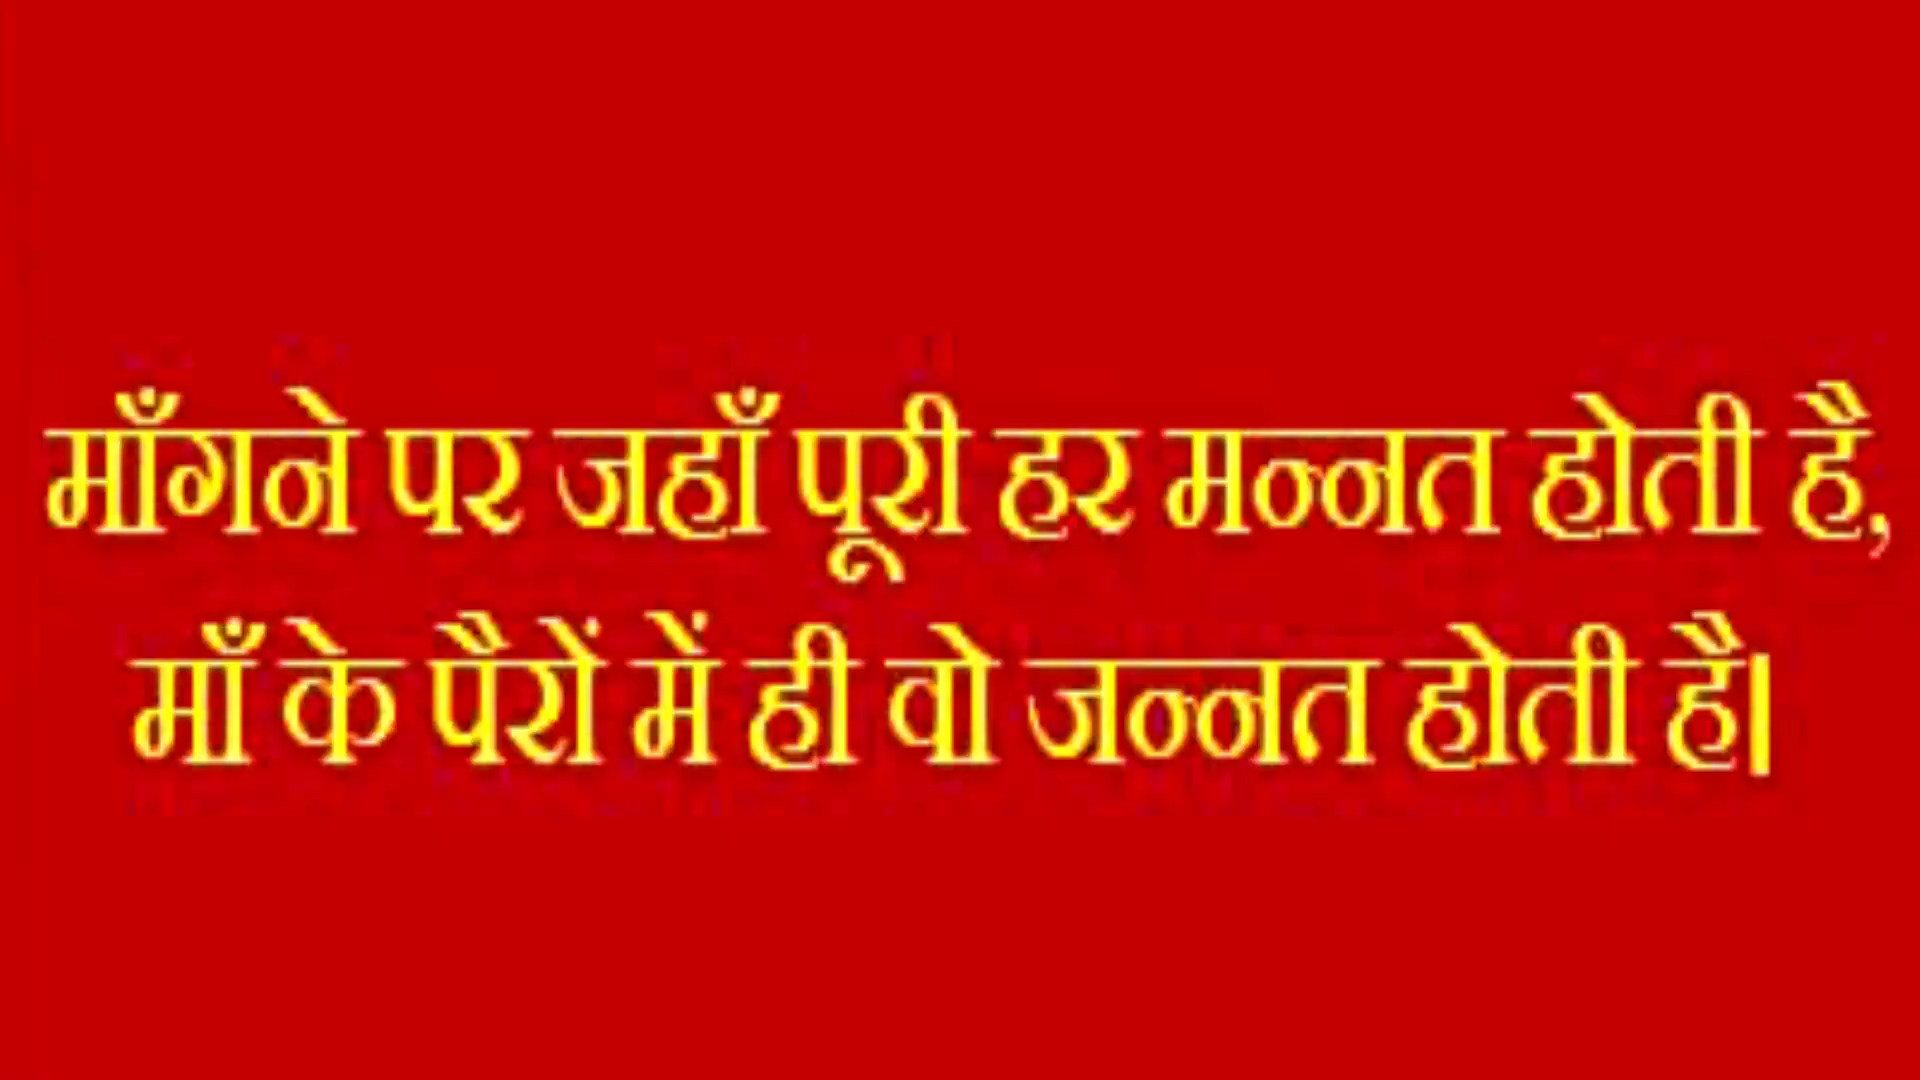 माँगने पर जहाँ पूरी हर मन्नत होती है,
माँ के पैरों में ही वो जन्नत होती है।